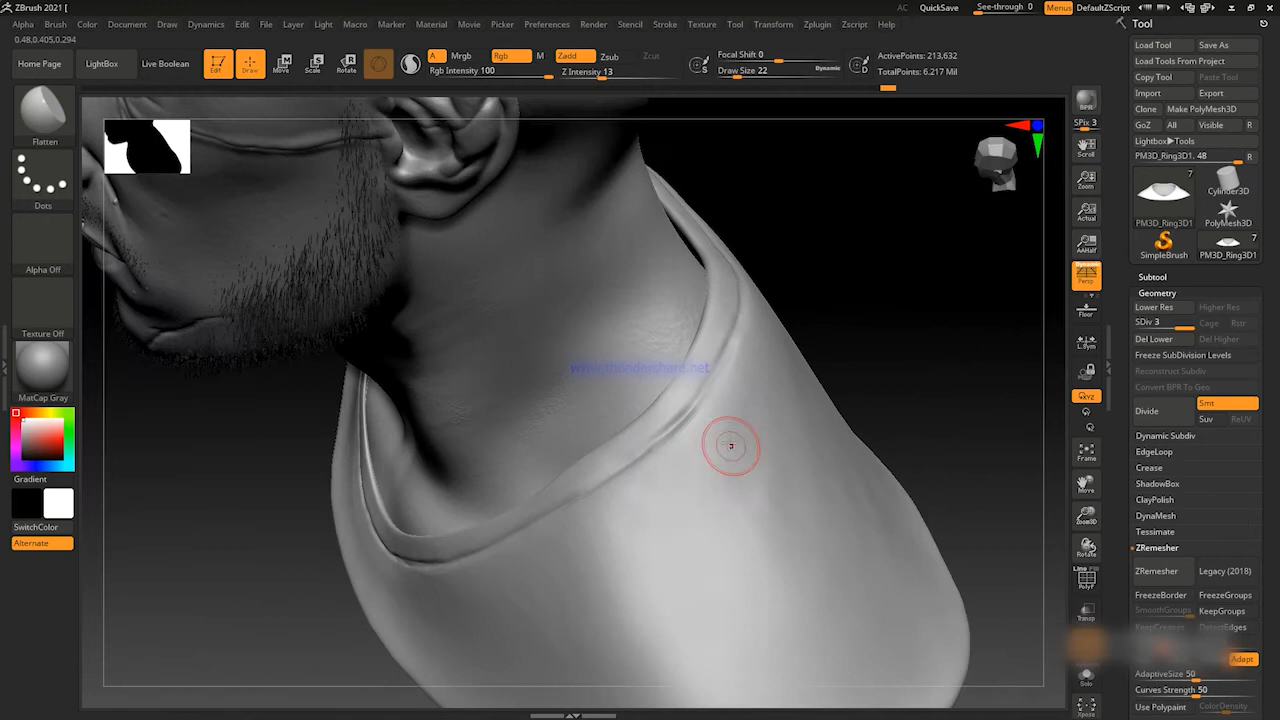 ZBrush 2021 [
AC QuickSave See-through 0 Menus DefaultZScript
Alpha Brush Color Document Draw Dynamics Edit File Layer Light Macro Marker Material Movie Picker Preferences Render Stencil Stroke Texture Tool Transform Zplugin Zscript Help
0.48,0.405,0.294
Home Page LightBox Live Boolean Edit Draw Move Scale Rotate
A Mrgb Rgb M Zadd Zsub Zcut
Rgb Intensity 100 Z Intensity 13
Focal Shift 0
Draw Size 22 Dynamic
S
D
ActivePoints: 213,632
TotalPoints: 6.217 Mil
Flatten
Dots
Alpha Off
Texture Off
MatCap Gray
Gradient
SwitchColor
Alternate
www.thundershare.net
BPR
SPix 3
Scroll
Zoom
Actual
AAHalf
Dynamic
Persp
Floor
L.Sym
XYZ
Frame
Move
Zoom3D
Rotate
Line Fill
PolyF
Transp
Solo
Xpose
Tool
Load Tool Save As
Load Tools From Project
Copy Tool Paste Tool
Import Export
Clone Make PolyMesh3D
GoZ All Visible R
Lightbox▶Tools
PM3D_Ring3D1. 48 R
7
PM3D_Ring3D1
Cylinder3D
PolyMesh3D
SimpleBrush
7
PM3D_Ring3D1
Subtool
Geometry
Lower Res Higher Res
SDiv 3 Cage Rstr
Del Lower Del Higher
Freeze SubDivision Levels
Reconstruct Subdiv
Convert BPR To Geo
Divide Smt
Suv ReUV
Dynamic Subdiv
EdgeLoop
Crease
ShadowBox
ClayPolish
DynaMesh
Tessimate
ZRemesher
ZRemesher Legacy (2018)
FreezeBorder FreezeGroups
SmoothGroups KeepGroups
KeepCreases DetectEdges
Adapt
AdaptiveSize 50
Curves Strength 50
Use Polypaint ColorDensity